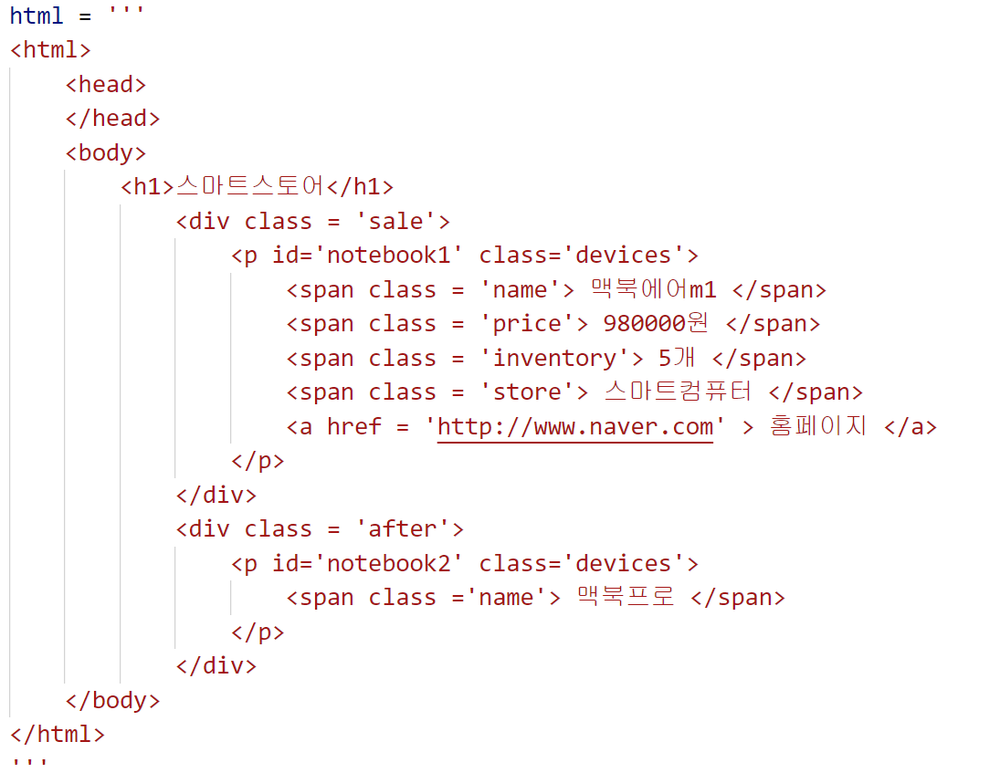 html = '''
<html>
    <head>
    </head>
    <body>
        <h1>스마트스토어</h1>
            <div class = 'sale'>
                <p id='notebook1' class='devices'>
                    <span class = 'name'> 맥북에어m1 </span>
                    <span class = 'price'> 980000원 </span>
                    <span class = 'inventory'> 5개 </span>
                    <span class = 'store'> 스마트컴퓨터 </span>
                    <a href = 'http://www.naver.com' > 홈페이지 </a>
                </p>
            </div>
            <div class = 'after'>
                <p id='notebook2' class='devices'>
                    <span class ='name'> 맥북프로 </span>
                </p>
            </div>
    </body>
</html>
'''